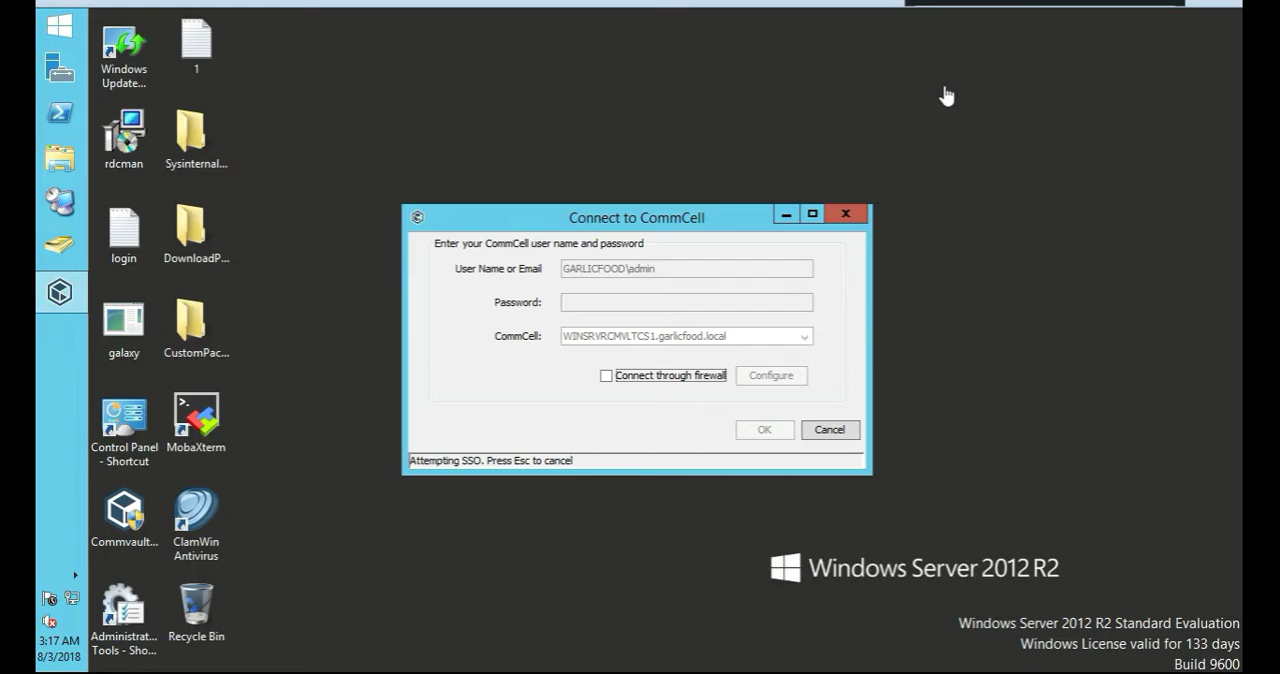 Windows
Update...
1
rdcman
Sysinternal...
login
DownloadP...
galaxy
CustomPac...
Control Panel
- Shortcut
MobaXterm
Commvault...
ClamWin
Antivirus
Administrat...
Tools - Sho...
Recycle Bin
3:17 AM
8/3/2018
Connect to CommCell
Enter your CommCell user name and password
User Name or Email
GARLICFOOD\admin
Password:
CommCell:
WINSRVRCMVLTCS1.garlicfood.local
Connect through firewall
Configure
OK
Cancel
Attempting SSO. Press Esc to cancel
Windows Server 2012 R2
Windows Server 2012 R2 Standard Evaluation
Windows License valid for 133 days
Build 9600